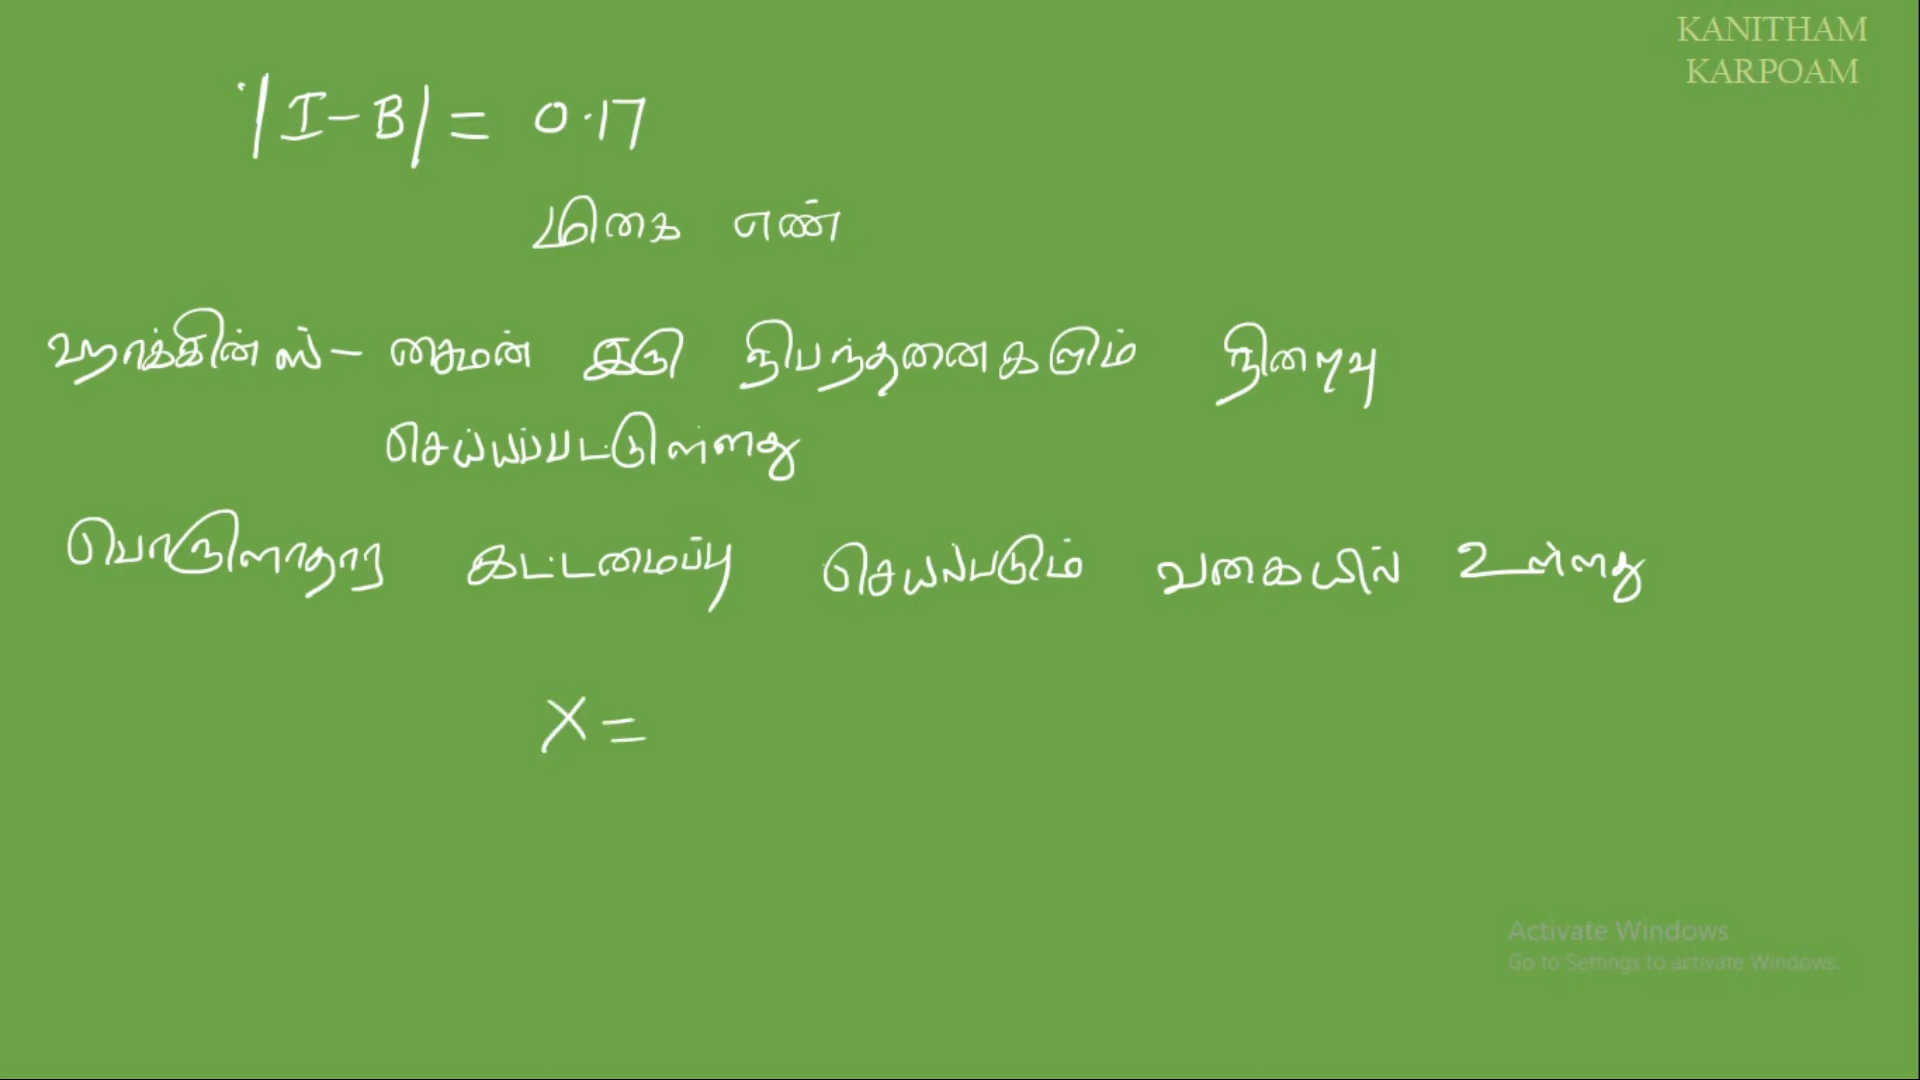 KANITHAM
KARPOAM
|I-B| = 0.17
மிகை எண்
ஹாக்கின்ஸ் - சைமன் இரு நிபந்தனைகளும் நிறைவு
செய்யப்பட்டுள்ளது
பொருளாதார கட்டமைப்பு செயல்படும் வகையில் உள்ளது
X =
Activate Windows
Go to Settings to activate Windows.